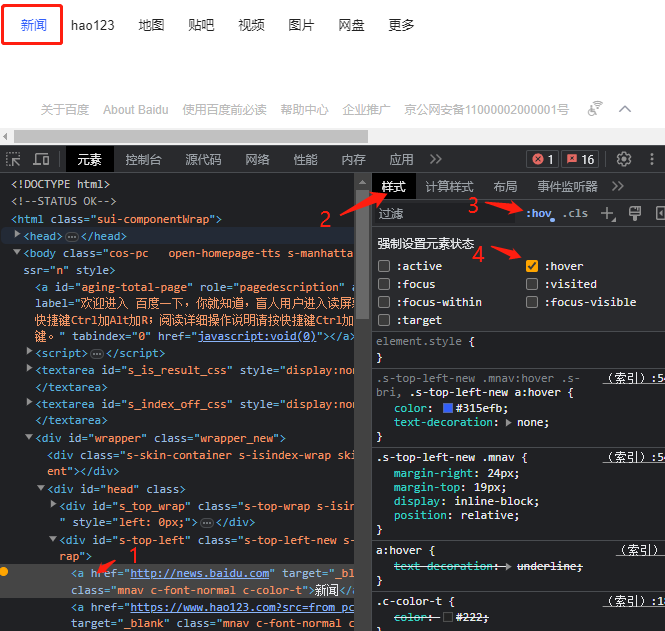 新闻 hao123 地图 贴吧 视频 图片 网盘 更多
关于百度 About Baidu 使用百度前必读 帮助中心 企业推广 京公网安备11000002000001号
元素 控制台 源代码 网络 性能 内存 应用 1 16
<!DOCTYPE html>
<!--STATUS OK-->
<html class="sui-componentWrap">
<head> ⋯ </head>
<body class="cos-pc open-homepage-tts s-manhatta
ssr="n" style>
<a id="aging-total-page" role="pagedescription" a
label="欢迎进入 百度一下，你就知道，盲人用户进入读屏
快捷键Ctrl加Alt加R；阅读详细操作说明请按快捷键Ctrl加
键。" tabindex="0" href="javascript:void(0)"></a>
<script> ⋯ </script>
<textarea id="s_is_result_css" style="display:non
</textarea>
<textarea id="s_index_off_css" style="display:non
</textarea>
<div id="wrapper" class="wrapper_new">
<div class="s-skin-container s-isindex-wrap ski
ent"></div>
<div id="head" class>
<div id="s_top_wrap" class="s-top-wrap s-isin
" style="left: 0px;"> ⋯ </div>
<div id="s-top-left" class="s-top-left-new s-
rap">
1
<a href="http://news.baidu.com" target="_bl
class="mnav c-font-normal c-color-t">新闻</a
<a href="https://www.hao123.com?src=from_pc
target="_blank" class="mnav c-font-normal c
样式 计算样式 布局 事件监听器
2
3
过滤 :hov .cls
强制设置元素状态
4
:active :hover
:focus :visited
:focus-within :focus-visible
:target
element.style {
}
.s-top-left-new .mnav:hover .s- (索引):54
bri, .s-top-left-new a:hover {
color: #315efb;
text-decoration: none;
}
.s-top-left-new .mnav { (索引):54
margin-right: 24px;
margin-top: 19px;
display: inline-block;
position: relative;
}
a:hover { (索引)
text-decoration: underline;
}
.c-color-t { (索引):18
color: #222;